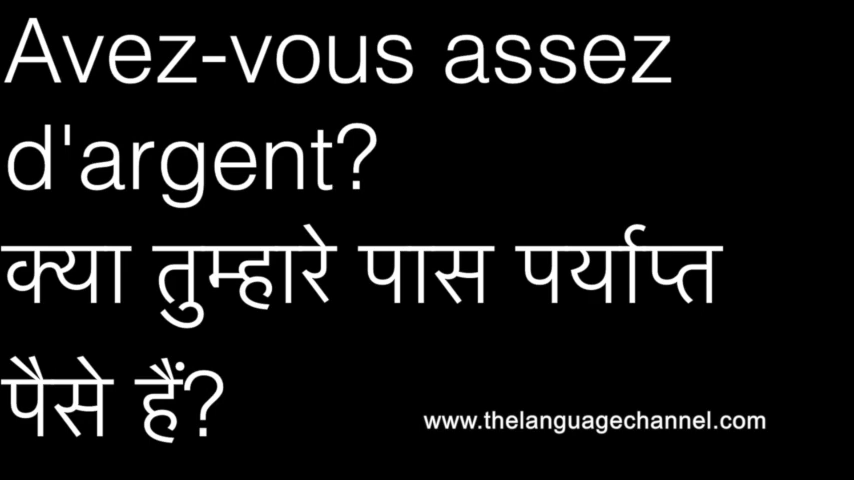 Avez-vous assez
d'argent?
क्या तुम्हारे पास पर्याप्त
पैसे हैं?
www.thelanguagechannel.com